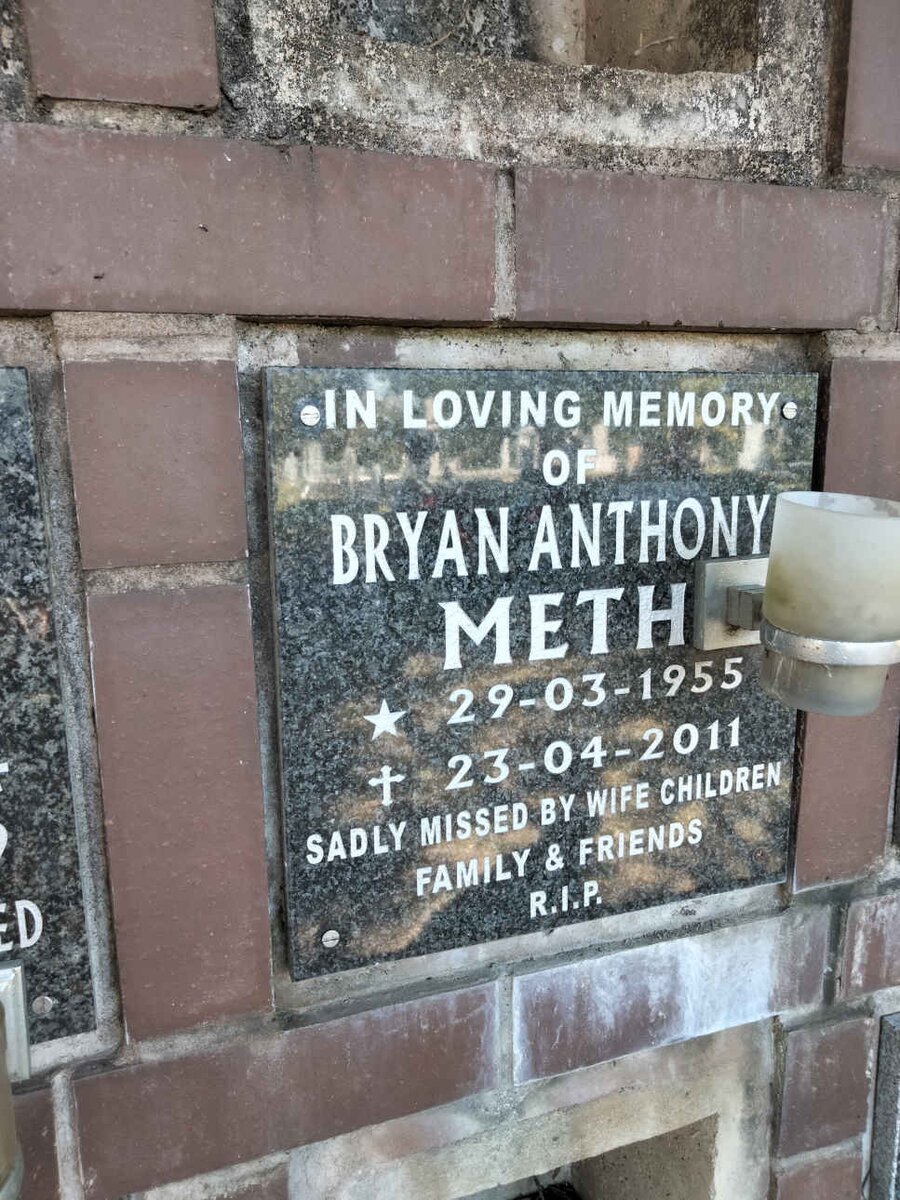 IN LOVING MEMORY
OF
BRYAN ANTHONY
METH
★ 29-03-1955
✝ 23-04-2011
SADLY MISSED BY WIFE CHILDREN
FAMILY & FRIENDS
R.I.P.